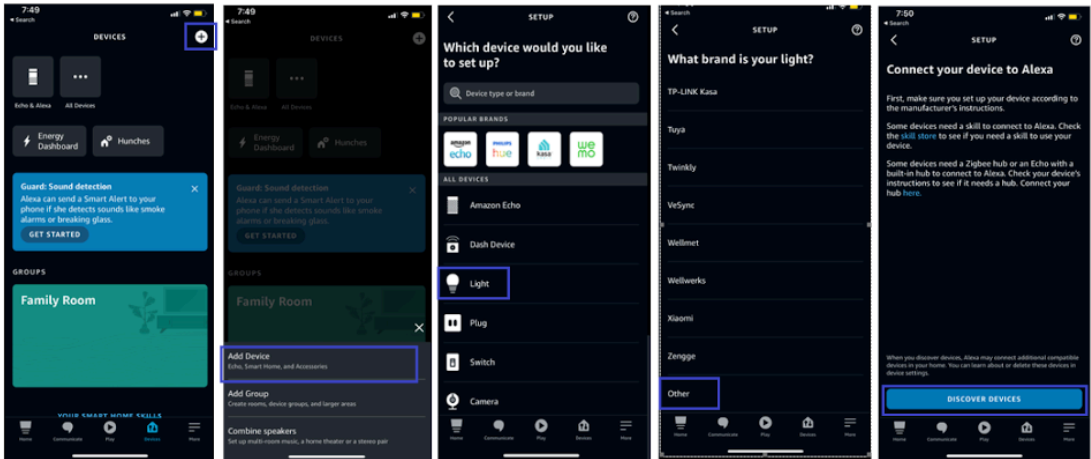 7:49
Search
DEVICES
Echo & Alexa
All Devices
Energy
Dashboard
Hunches
Guard: Sound detection
Alexa can send a Smart Alert to your
phone if she detects sounds like smoke
alarms or breaking glass.
GET STARTED
GROUPS
Family Room
YOUR SMART HOME SKILLS
Home
Communicate
Play
Devices
More
7:49
Search
DEVICES
Echo & Alexa
All Devices
Energy
Dashboard
Hunches
Guard: Sound detection
Alexa can send a Smart Alert to your
phone if she detects sounds like smoke
alarms or breaking glass.
GET STARTED
GROUPS
Family Room
Add Device
Echo, Smart Home, and Accessories
Add Group
Create rooms, device groups, and larger areas
Combine speakers
Set up multi-room music, a home theater or a stereo pair
SETUP
Which device would you like
to set up?
Device type or brand
POPULAR BRANDS
amazon
echo
PHILIPS
hue
kasa
we
mo
ALL DEVICES
Amazon Echo
Dash Device
Light
Plug
Switch
Camera
Home
Communicate
Play
Devices
More
Search
SETUP
What brand is your light?
TP-LINK Kasa
Tuya
Twinkly
VeSync
Wellmet
Wellwerks
Xiaomi
Zengge
Other
Home
Communicate
Play
Devices
More
7:50
Search
SETUP
Connect your device to Alexa
First, make sure you set up your device according to
the manufacturer's instructions.
Some devices need a skill to connect to Alexa. Check
the skill store to see if you need a skill to use your
device.
Some devices need a Zigbee hub or an Echo with a
built-in hub to connect to Alexa. Check your device's
instructions to see if it needs a hub. Connect your
hub here.
When you discover devices, Alexa may connect additional compatible
devices in your home. You can learn about or delete these devices in
device settings.
DISCOVER DEVICES
Home
Communicate
Play
Devices
More